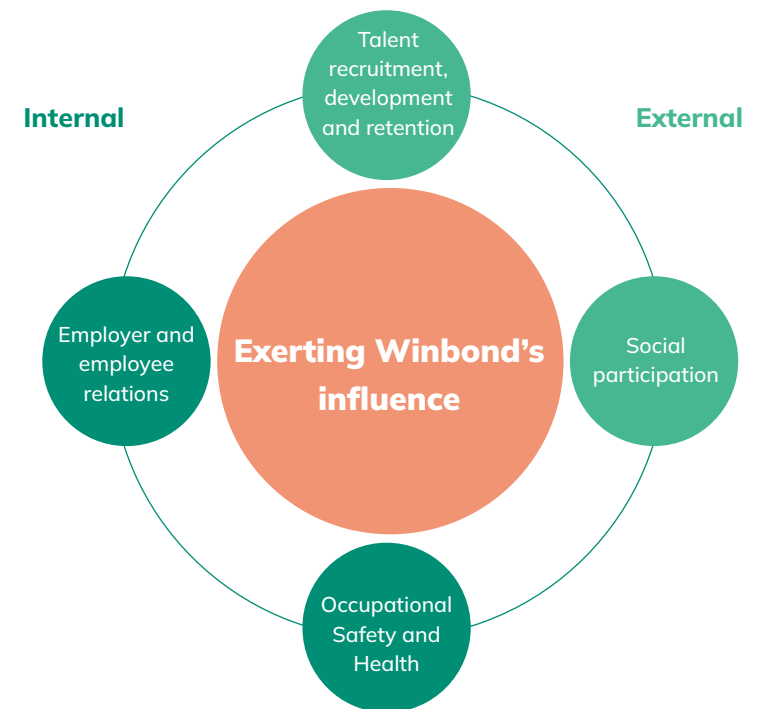 Talent
recruitment,
development
and retention
Internal
External
Employer and
employee
relations
Exerting Winbond’s
influence
Social
participation
Occupational
Safety and
Health